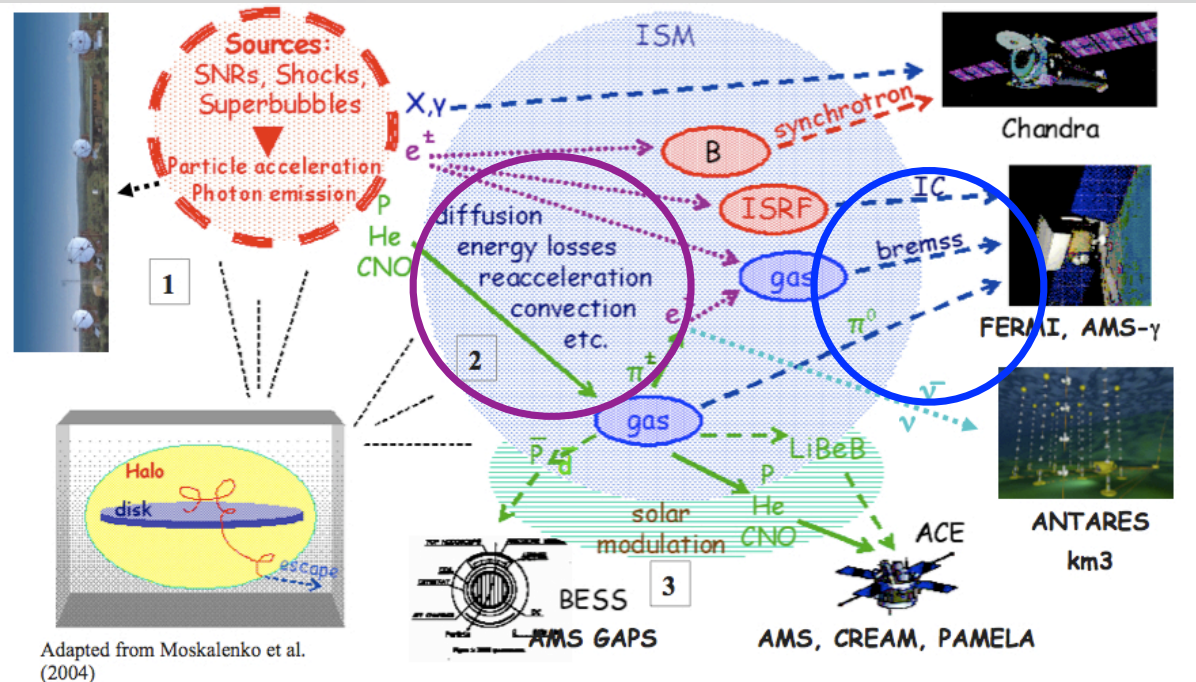 Sources:
SNRs, Shocks,
Superbubbles
Particle acceleration
Photon emission
P
He
CNO
1
ISM
X,γ
e±
B
synchrotron
Chandra
ISRF
IC
gas
bremss
π⁰
FERMI, AMS-γ
diffusion
energy losses
reacceleration
convection
etc.
2
π±
gas
ν
ν
ANTARES
km3
Halo
disk
escape
Adapted from Moskalenko et al.
(2004)
P̄
LiBeB
P
He
CNO
solar
modulation
3
BESS
AMS GAPS
ACE
AMS, CREAM, PAMELA